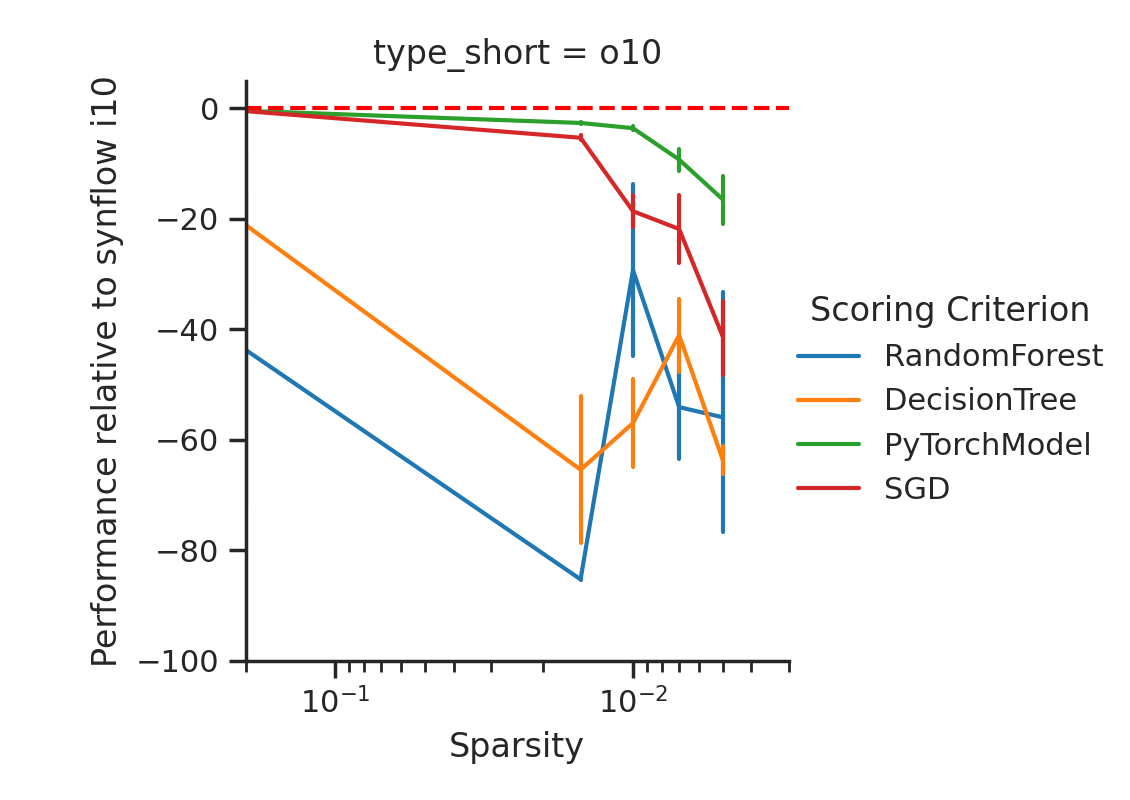 type_short = o10
Performance relative to synflow i10
0
−20
−40
−60
−80
−100
10⁻¹
10⁻²
Sparsity
Scoring Criterion
RandomForest
DecisionTree
PyTorchModel
SGD